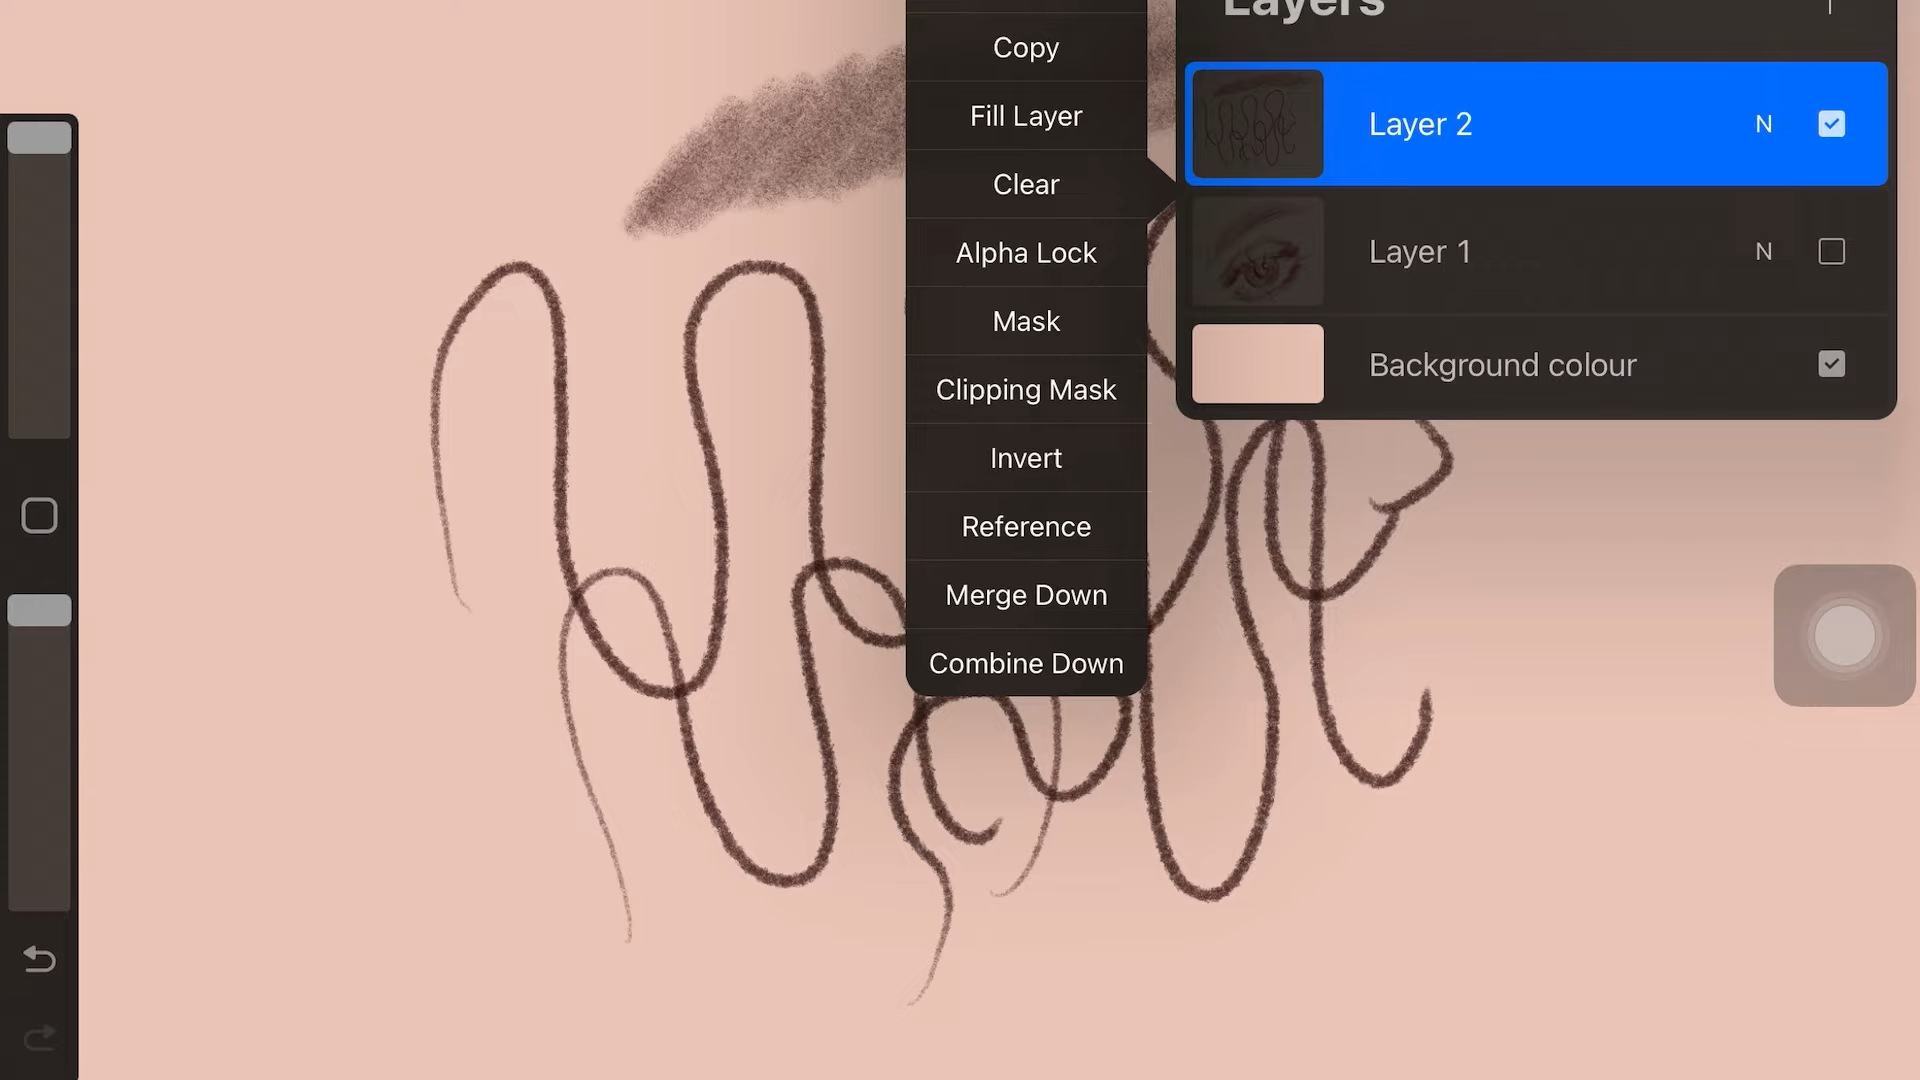 Layers
Copy
Fill Layer
Clear
Alpha Lock
Mask
Clipping Mask
Invert
Reference
Merge Down
Combine Down
Layer 2 N
Layer 1 N
Background colour